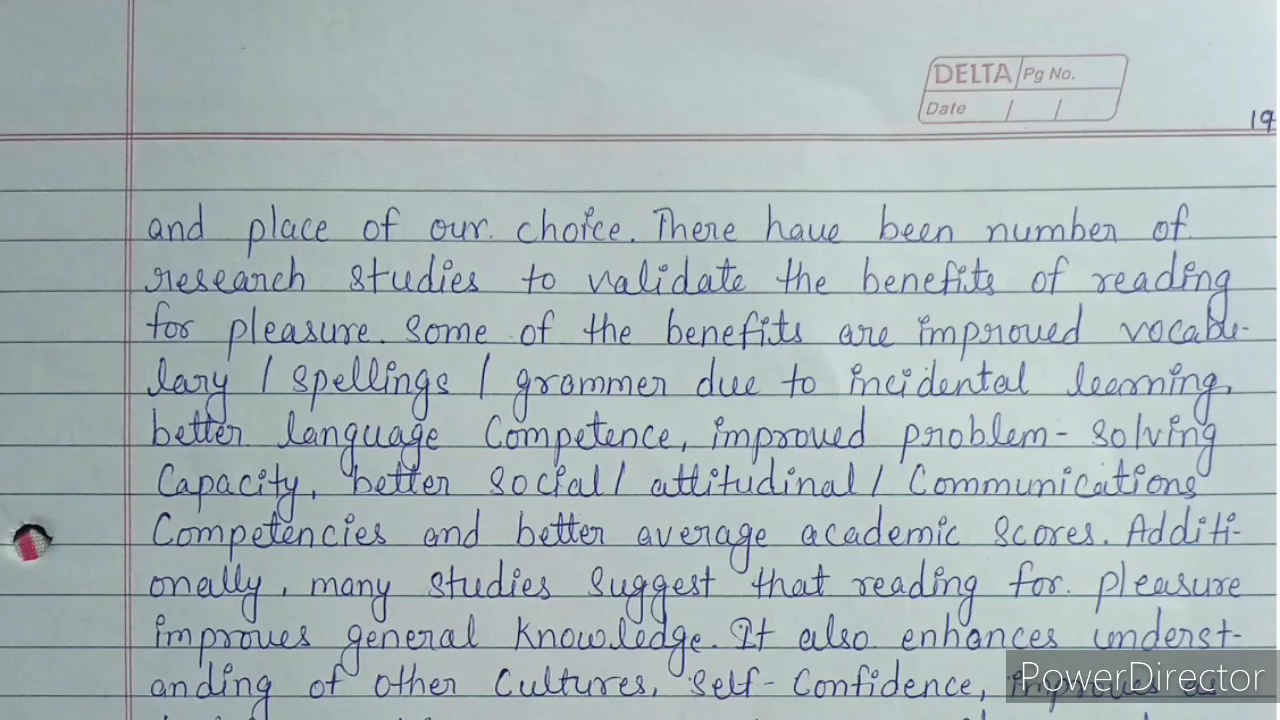 DELTA Pg No.
Date / /
19
and place of our choice. There have been number of
research studies to validate the benefits of reading
for pleasure. Some of the benefits are improved vocabu-
lary / spellings / grammer due to incidental learning,
better language Competence, improved problem-solving
Capacity, better social / attitudinal / Communications
Competencies and better average academic scores. Additi-
onally, many studies suggest that reading for pleasure
improves general knowledge. It also enhances underst-
anding of other cultures, self-Confidence,
PowerDirector